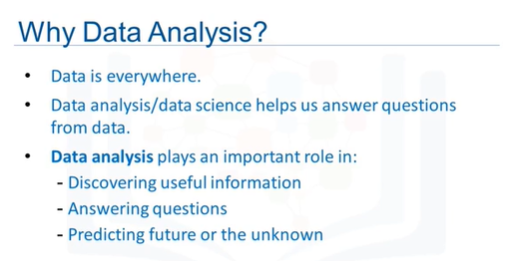 Why Data Analysis?
• Data is everywhere.
• Data analysis/data science helps us answer questions
from data.
• Data analysis plays an important role in:
- Discovering useful information
- Answering questions
- Predicting future or the unknown